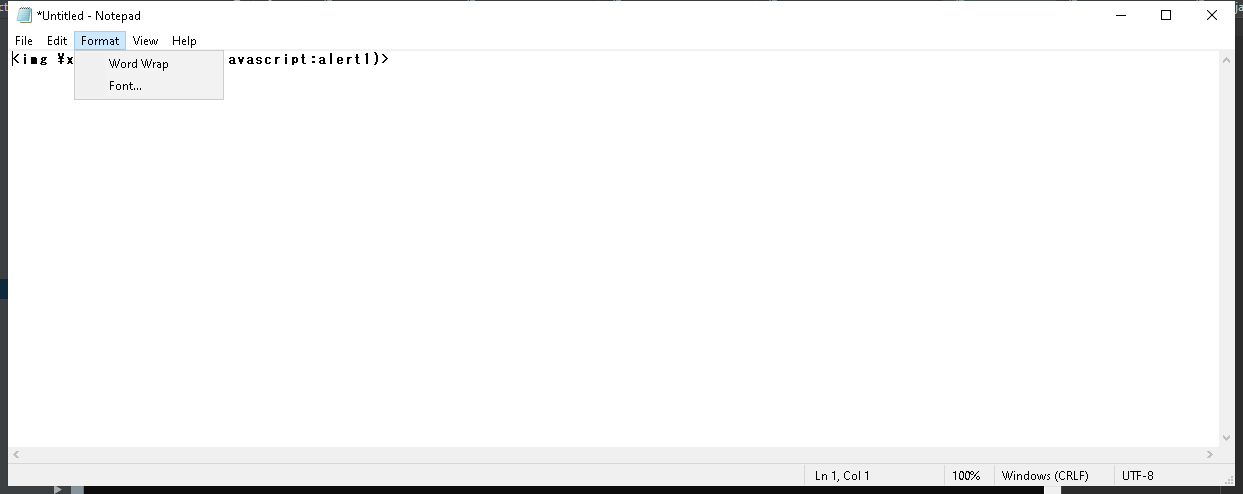 *Untitled - Notepad
File Edit Format View Help
<img ¥x avascript:alert1)>
Word Wrap
Font...
Ln 1, Col 1 100% Windows (CRLF) UTF-8